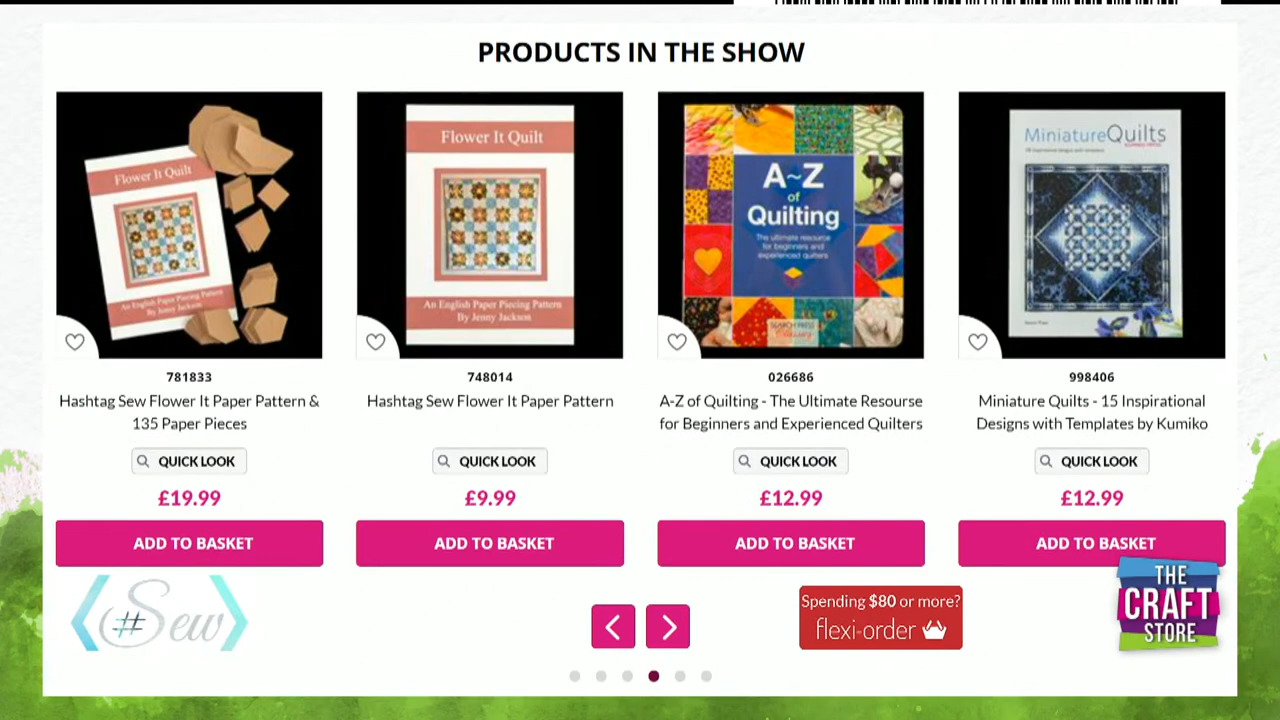 PRODUCTS IN THE SHOW
Flower It Quilt
An English Paper Piecing Pattern
By Jenny Jackson
Flower It Quilt
An English Paper Piecing Pattern
By Jenny Jackson
A~Z
of
Quilting
The ultimate resource
for beginners and
experienced quilters
SEARCH PRESS
Classics
MiniatureQuilts
781833
748014
026686
998406
Hashtag Sew Flower It Paper Pattern &
135 Paper Pieces
Hashtag Sew Flower It Paper Pattern
A-Z of Quilting - The Ultimate Resourse
for Beginners and Experienced Quilters
Miniature Quilts - 15 Inspirational
Designs with Templates by Kumiko
QUICK LOOK
QUICK LOOK
QUICK LOOK
QUICK LOOK
£19.99
£9.99
£12.99
£12.99
ADD TO BASKET
ADD TO BASKET
ADD TO BASKET
ADD TO BASKET
#Sew
Spending $80 or more?
flexi-order
THE
CRAFT
STORE